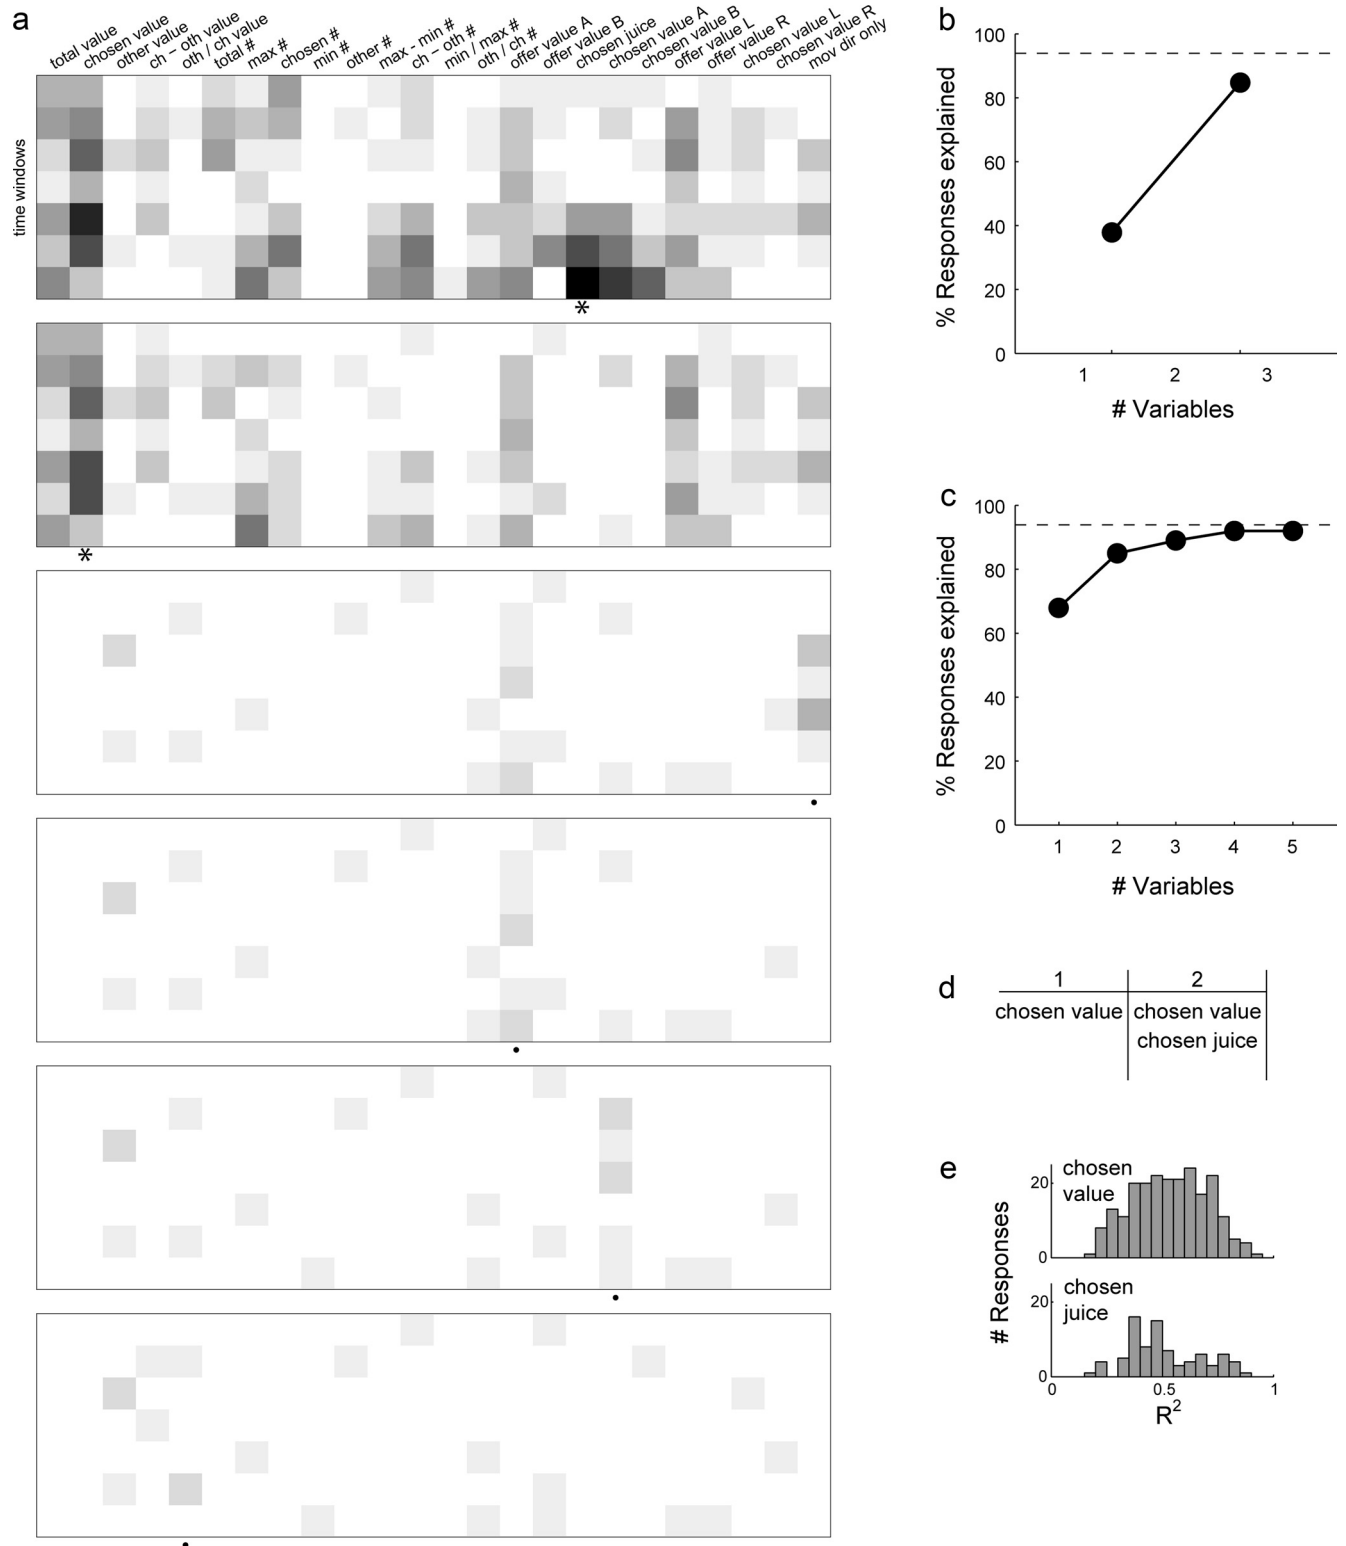 a
total value
chosen value
other value
ch – oth value
oth / ch value
total #
max #
chosen #
min #
other #
max - min #
ch – oth #
min / max #
oth / ch #
offer value A
offer value B
chosen juice
chosen value A
chosen value B
offer value L
offer value R
chosen value L
chosen value R
mov dir only
time windows
*
*
b
100
80
60
40
20
0
% Responses explained
1 2 3
# Variables
c
100
80
60
40
20
0
% Responses explained
1 2 3 4 5
# Variables
d
1 2
chosen value chosen value
chosen juice
e
# Responses
20
0
chosen
value
20
0
chosen
juice
0 0.5 1
R²